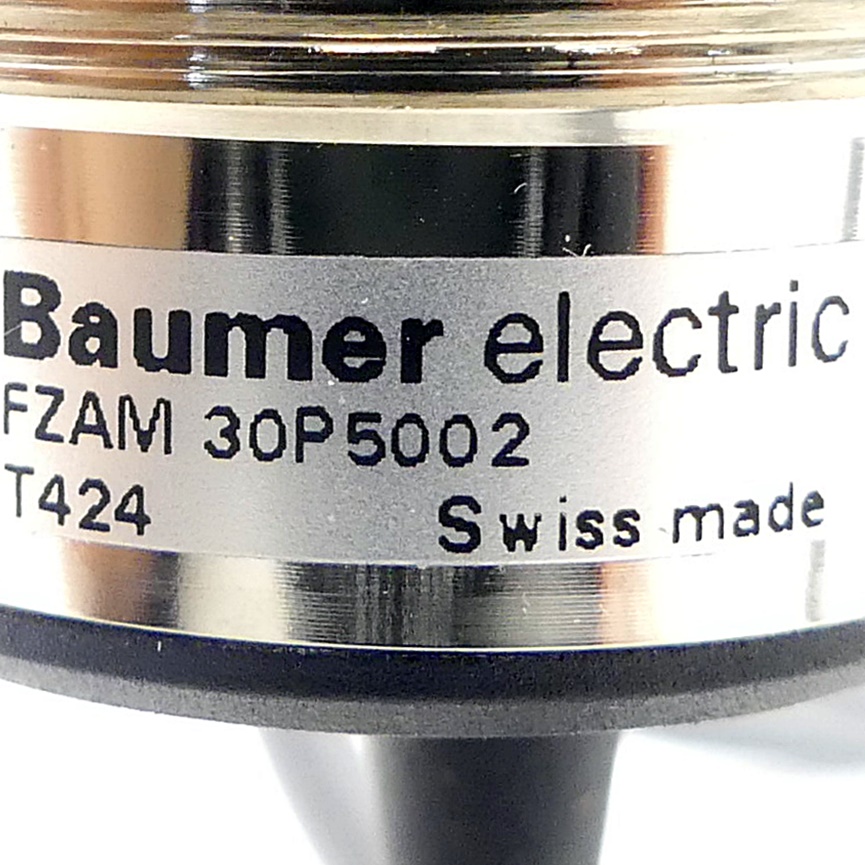 Baumer electric
FZAM 30P5002
T424 Swiss made